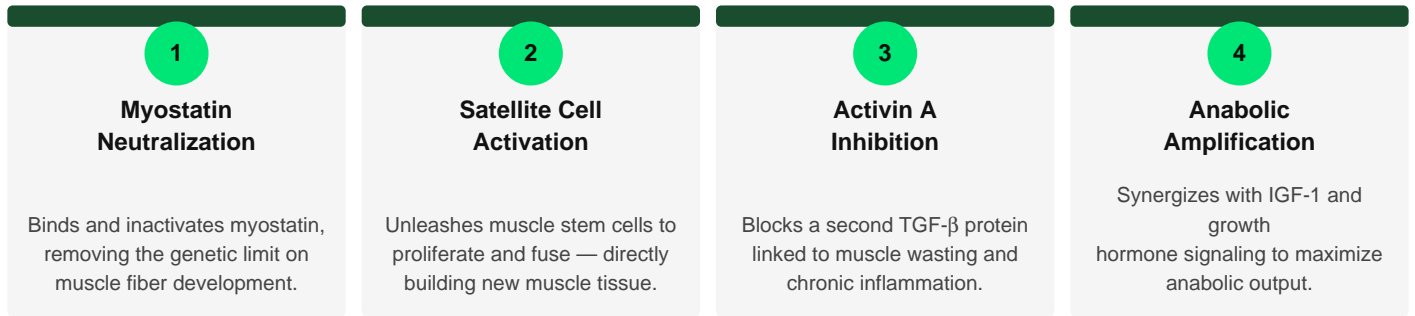 1
Myostatin
Neutralization
Binds and inactivates myostatin,
removing the genetic limit on
muscle fiber development.
2
Satellite Cell
Activation
Unleashes muscle stem cells to
proliferate and fuse — directly
building new muscle tissue.
3
Activin A
Inhibition
Blocks a second TGF-β protein
linked to muscle wasting and
chronic inflammation.
4
Anabolic
Amplification
Synergizes with IGF-1 and
growth
hormone signaling to maximize
anabolic output.